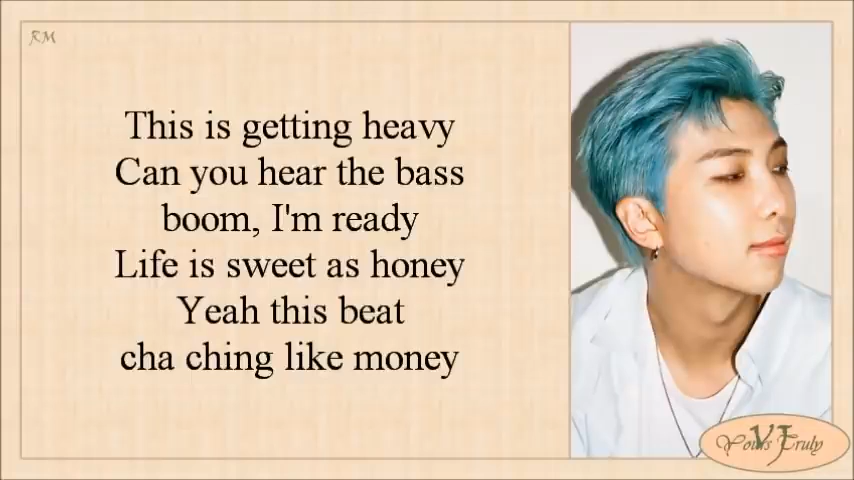 RM
This is getting heavy
Can you hear the bass
boom, I'm ready
Life is sweet as honey
Yeah this beat
cha ching like money
Yours Truly
VJ